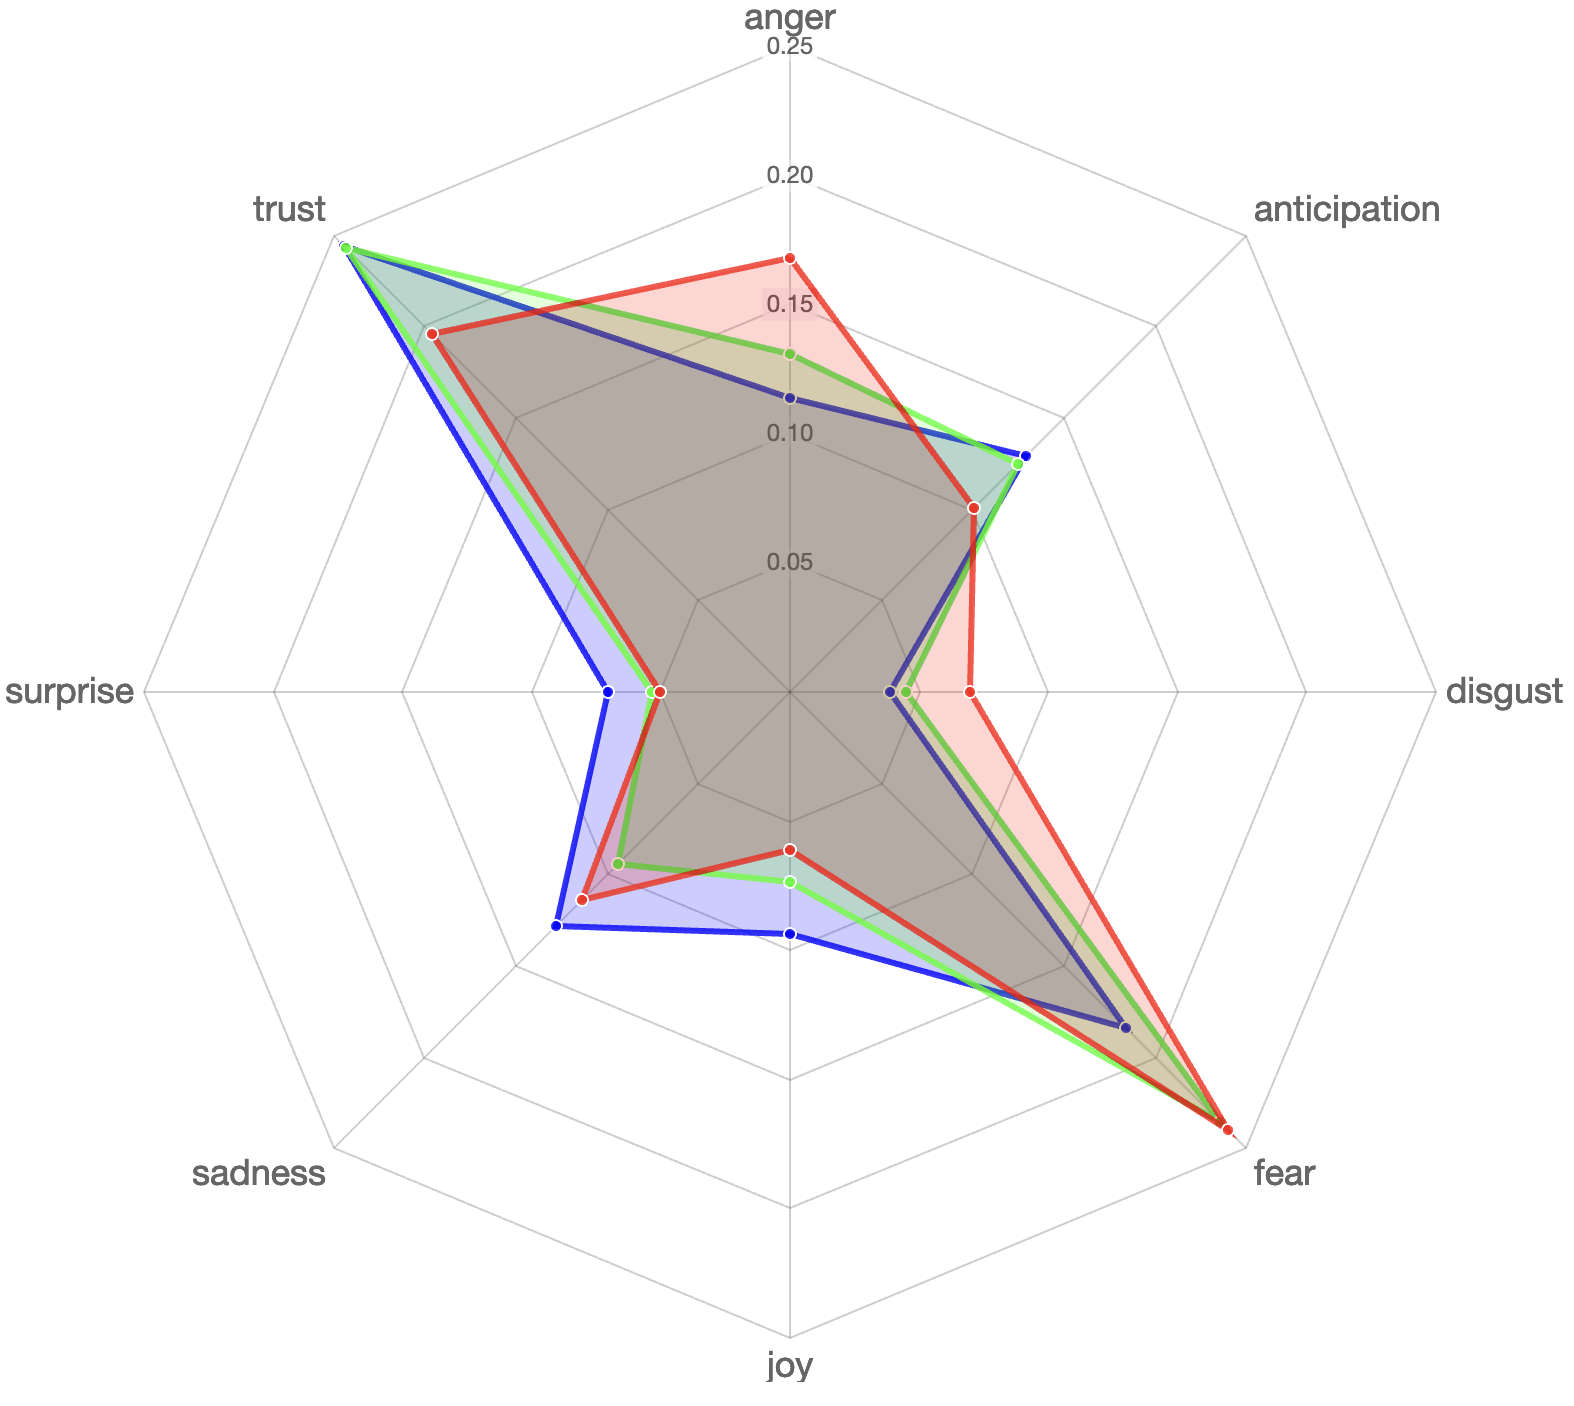 anger
0.25
0.20
trust
anticipation
0.15
0.10
0.05
surprise
disgust
sadness
fear
joy